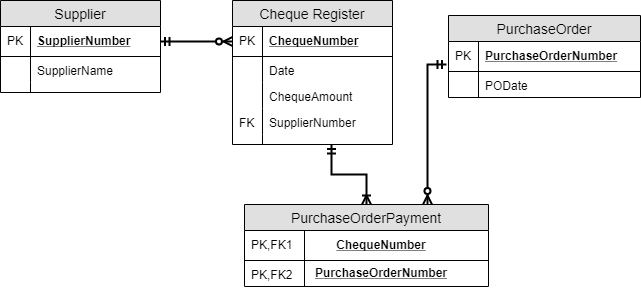 Supplier
PK SupplierNumber
SupplierName
Cheque Register
PK ChequeNumber
Date
ChequeAmount
FK SupplierNumber
PurchaseOrder
PK PurchaseOrderNumber
PODate
PurchaseOrderPayment
PK,FK1 ChequeNumber
PK,FK2 PurchaseOrderNumber